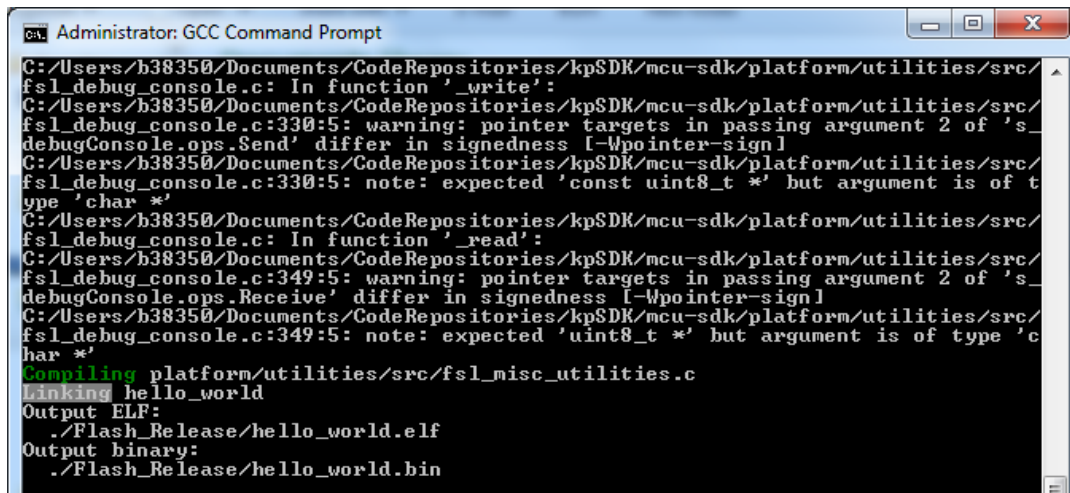 Administrator: GCC Command Prompt
C:/Users/b38350/Documents/CodeRepositories/kpSDK/mcu-sdk/platform/utilities/src/
fsl_debug_console.c: In function '_write':
C:/Users/b38350/Documents/CodeRepositories/kpSDK/mcu-sdk/platform/utilities/src/
fsl_debug_console.c:330:5: warning: pointer targets in passing argument 2 of 's_
debugConsole.ops.Send' differ in signedness [-Wpointer-sign]
C:/Users/b38350/Documents/CodeRepositories/kpSDK/mcu-sdk/platform/utilities/src/
fsl_debug_console.c:330:5: note: expected 'const uint8_t *' but argument is of t
ype 'char *'
C:/Users/b38350/Documents/CodeRepositories/kpSDK/mcu-sdk/platform/utilities/src/
fsl_debug_console.c: In function '_read':
C:/Users/b38350/Documents/CodeRepositories/kpSDK/mcu-sdk/platform/utilities/src/
fsl_debug_console.c:349:5: warning: pointer targets in passing argument 2 of 's_
debugConsole.ops.Receive' differ in signedness [-Wpointer-sign]
C:/Users/b38350/Documents/CodeRepositories/kpSDK/mcu-sdk/platform/utilities/src/
fsl_debug_console.c:349:5: note: expected 'uint8_t *' but argument is of type 'c
har *'
Compiling platform/utilities/src/fsl_misc_utilities.c
Linking hello_world
Output ELF:
  ./Flash_Release/hello_world.elf
Output binary:
  ./Flash_Release/hello_world.bin